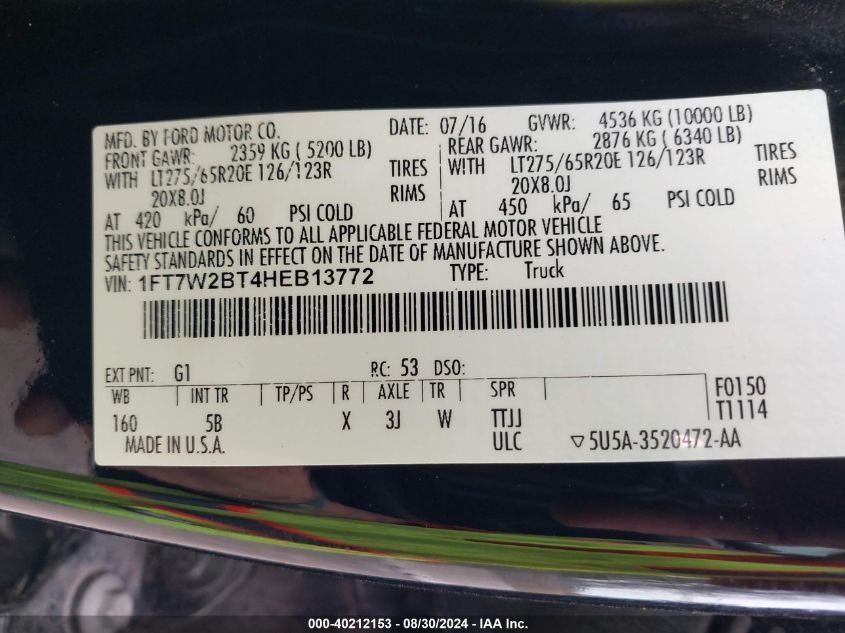 MFD. BY FORD MOTOR CO. DATE: 07/16 GVWR: 4536 KG (10000 LB)
FRONT GAWR: 2359 KG ( 5200 LB) REAR GAWR: 2876 KG ( 6340 LB)
WITH LT275/65R20E 126/123R TIRES WITH LT275/65R20E 126/123R TIRES
20X8.0J RIMS 20X8.0J RIMS
AT 420 kPa/ 60 PSI COLD AT 450 kPa/ 65 PSI COLD
THIS VEHICLE CONFORMS TO ALL APPLICABLE FEDERAL MOTOR VEHICLE
SAFETY STANDARDS IN EFFECT ON THE DATE OF MANUFACTURE SHOWN ABOVE.
VIN: 1FT7W2BT4HEB13772 TYPE: Truck
EXT PNT: G1 RC: 53 DSO:
WB INT TR TP/PS R AXLE TR SPR F0150
160 5B X 3J W TTJJ T1114
MADE IN U.S.A. ULC ▽5U5A-3520472-AA
000-40212153 - 08/30/2024 - IAA Inc.